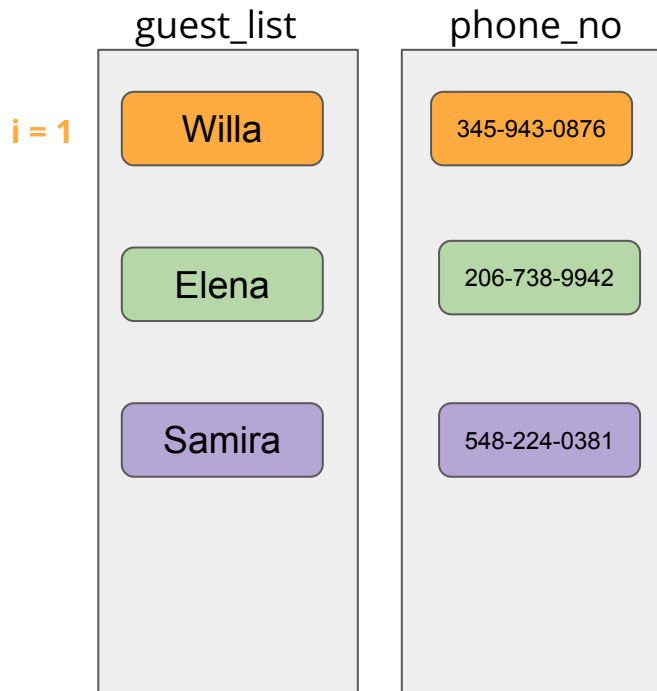 guest_list
phone_no
i = 1
Willa
345-943-0876
Elena
206-738-9942
Samira
548-224-0381